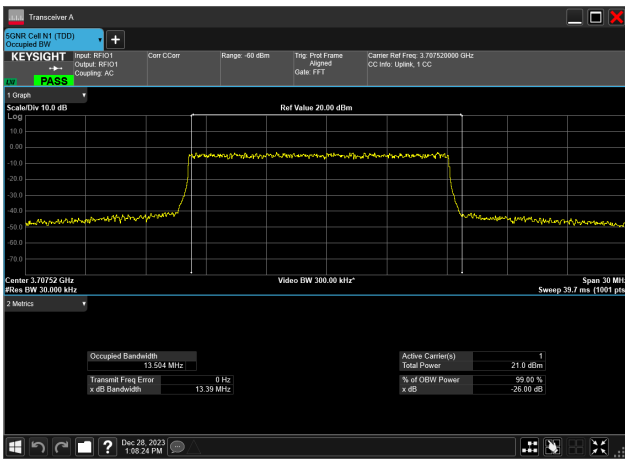 Transceiver A
5GNR Cell N1 (TDD)
Occupied BW
KEYSIGHT
LXI
PASS
Input: RFIO1
Output: RFIO1
Coupling: AC
Corr CCorr
Range: -60 dBm
Trig: Prot Frame
Aligned
Gate: FFT
Carrier Ref Freq: 3.707520000 GHz
CC Info: Uplink, 1 CC
1 Graph
Scale/Div 10.0 dB
Ref Value 20.00 dBm
Log
10.0
0.00
-10.0
-20.0
-30.0
-40.0
-50.0
-60.0
-70.0
Center 3.70752 GHz
Video BW 300.00 kHz*
Span 30 MHz
#Res BW 30.000 kHz
Sweep 39.7 ms (1001 pts
2 Metrics
Occupied Bandwidth
13.504 MHz
Transmit Freq Error 0 Hz
x dB Bandwidth 13.39 MHz
Active Carrier(s) 1
Total Power 21.0 dBm
% of OBW Power 99.00 %
x dB -26.00 dB
Dec 28, 2023
1:08:24 PM